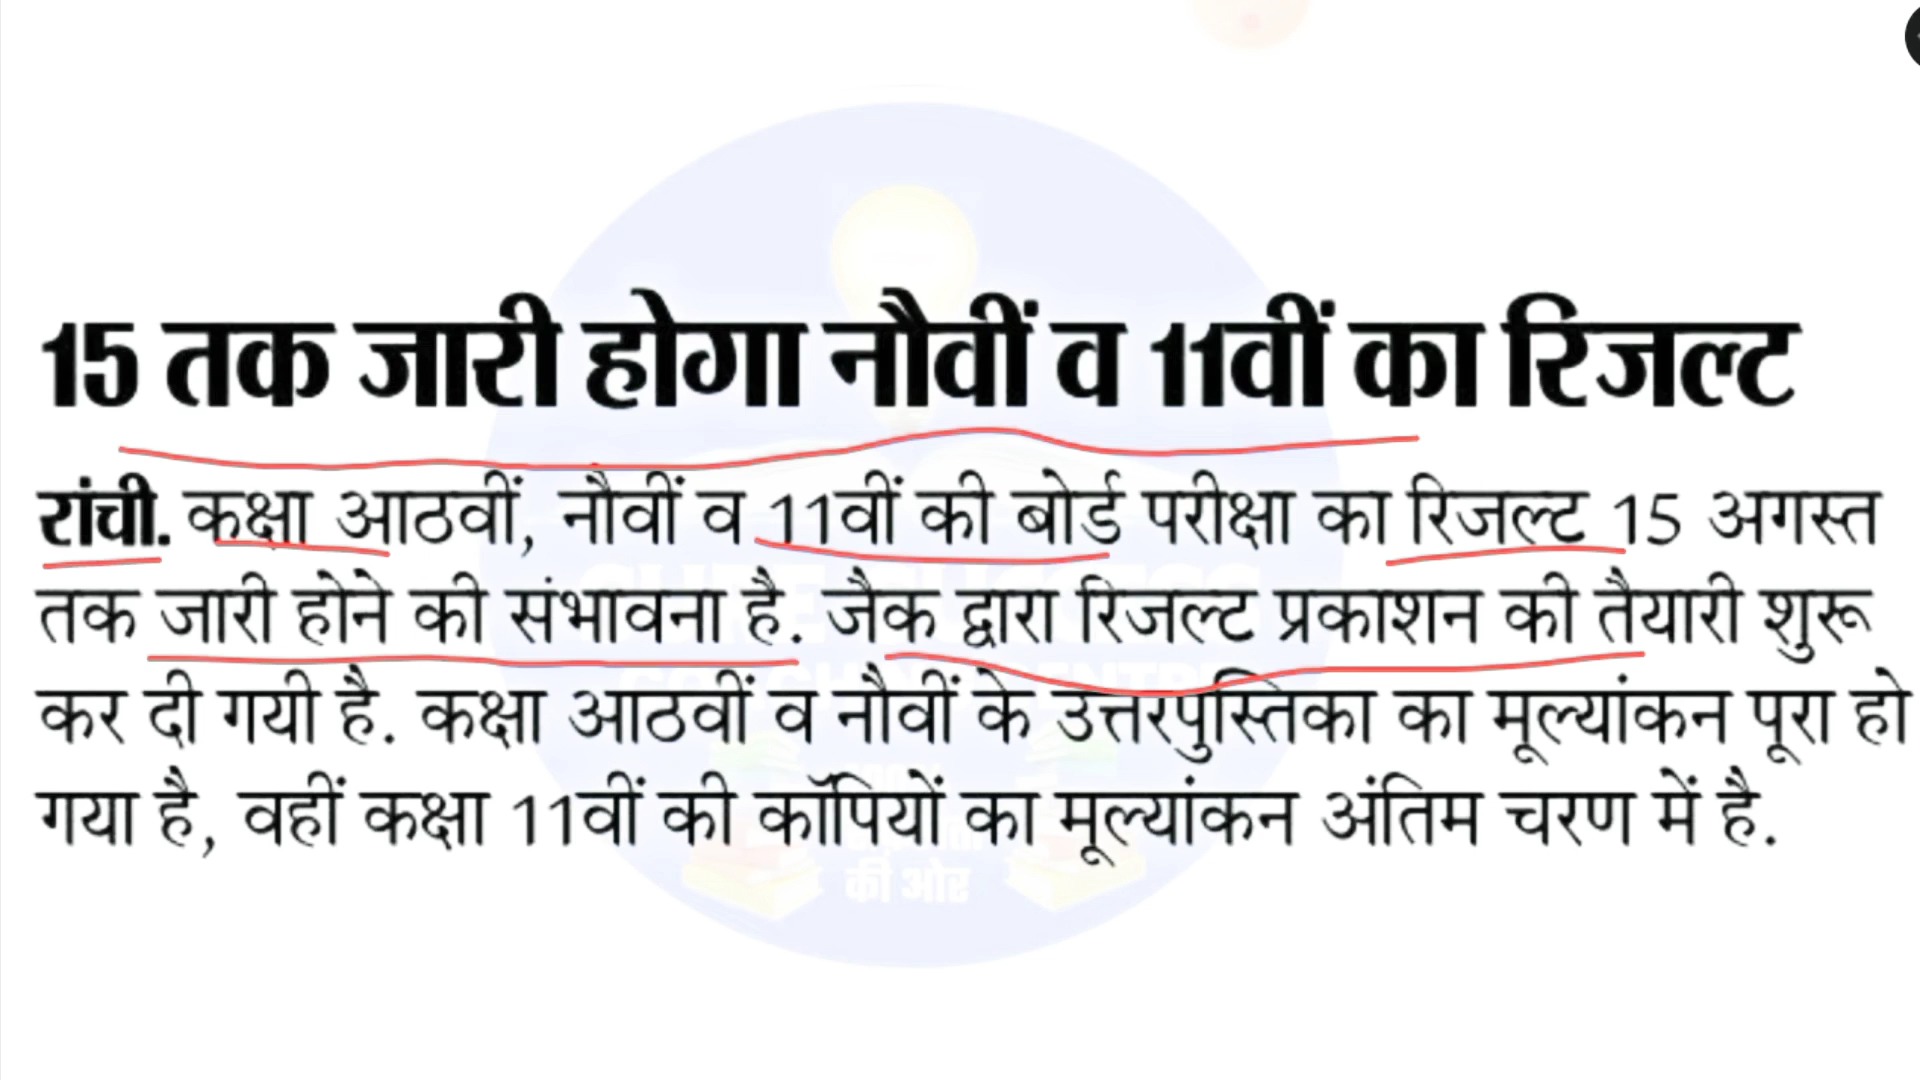 15 तक जारी होगा नौवीं व 11वीं का रिजल्ट
रांची. कक्षा आठवीं, नौवीं व 11वीं की बोर्ड परीक्षा का रिजल्ट 15 अगस्त
तक जारी होने की संभावना है. जैक द्वारा रिजल्ट प्रकाशन की तैयारी शुरू
कर दी गयी है. कक्षा आठवीं व नौवीं के उत्तरपुस्तिका का मूल्यांकन पूरा हो
गया है, वहीं कक्षा 11वीं की कॉपियों का मूल्यांकन अंतिम चरण में है.
की ओर